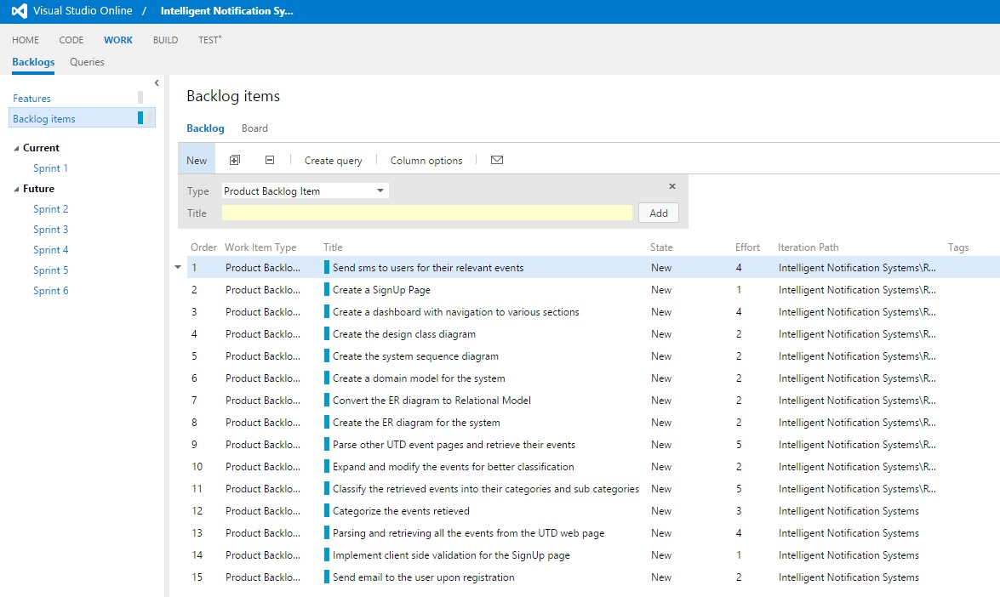 Visual Studio Online / Intelligent Notification Sy...
HOME CODE WORK BUILD TEST*
Backlogs Queries
Features
Backlog items
Current
Sprint 1
Future
Sprint 2
Sprint 3
Sprint 4
Sprint 5
Sprint 6
Backlog items
Backlog Board
New Create query Column options
Type Product Backlog Item
Title Add
Order Work Item Type Title State Effort Iteration Path Tags
1 Product Backlo... Send sms to users for their relevant events New 4 Intelligent Notification Systems\R...
2 Product Backlo... Create a SignUp Page New 1 Intelligent Notification Systems\R...
3 Product Backlo... Create a dashboard with navigation to various sections New 4 Intelligent Notification Systems\R...
4 Product Backlo... Create the design class diagram New 2 Intelligent Notification Systems\R...
5 Product Backlo... Create the system sequence diagram New 2 Intelligent Notification Systems\R...
6 Product Backlo... Create a domain model for the system New 2 Intelligent Notification Systems\R...
7 Product Backlo... Convert the ER diagram to Relational Model New 2 Intelligent Notification Systems\R...
8 Product Backlo... Create the ER diagram for the system New 2 Intelligent Notification Systems\R...
9 Product Backlo... Parse other UTD event pages and retrieve their events New 5 Intelligent Notification Systems\R...
10 Product Backlo... Expand and modify the events for better classification New 2 Intelligent Notification Systems\R...
11 Product Backlo... Classify the retrieved events into their categories and sub categories New 5 Intelligent Notification Systems\R...
12 Product Backlo... Categorize the events retieved New 3 Intelligent Notification Systems
13 Product Backlo... Parsing and retrieving all the events from the UTD web page New 4 Intelligent Notification Systems
14 Product Backlo... Implement client side validation for the SignUp page New 1 Intelligent Notification Systems
15 Product Backlo... Send email to the user upon registration New 2 Intelligent Notification Systems